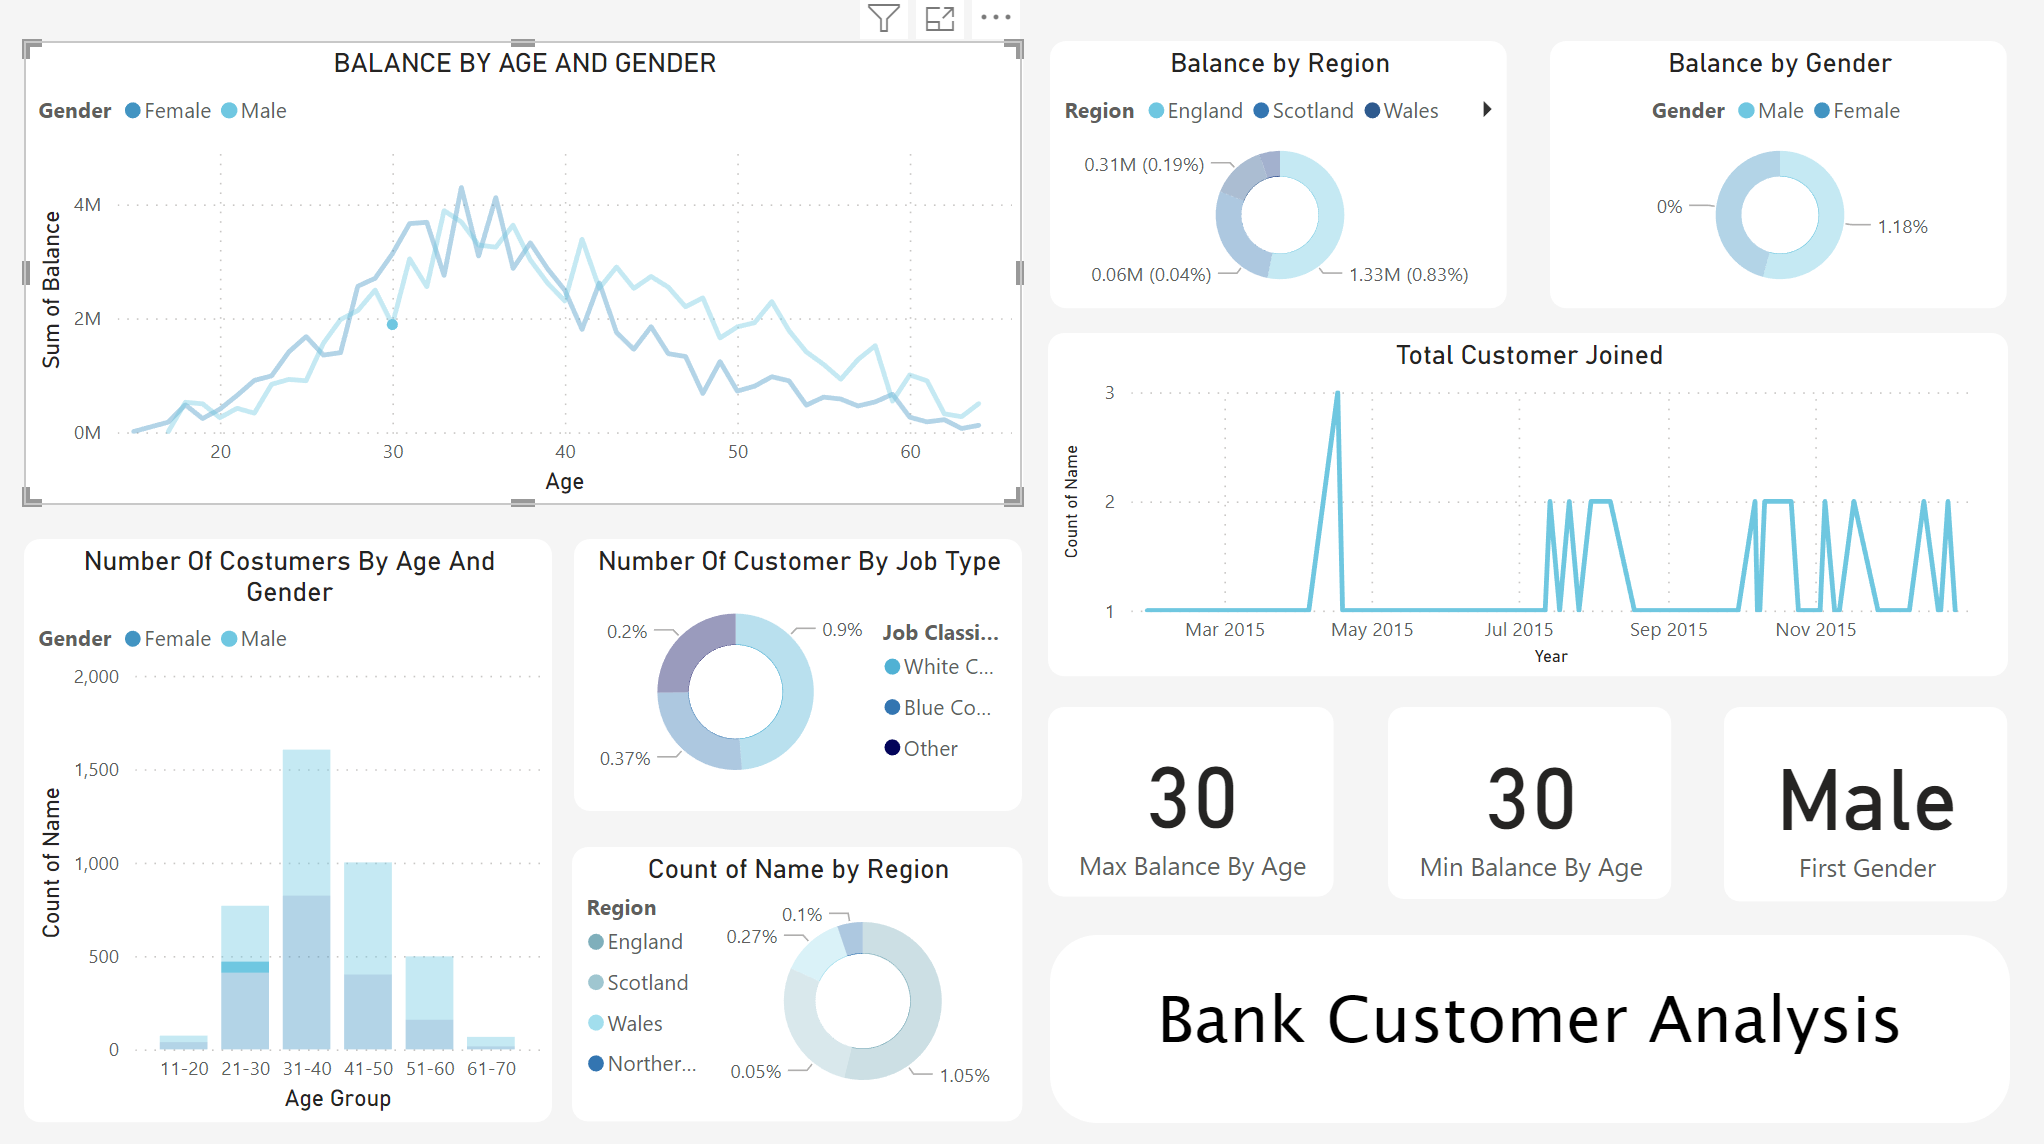 BALANCE BY AGE AND GENDER
Gender Female Male
Sum of Balance
4M
2M
0M
20 30 40 50 60
Age
Balance by Region
Region England Scotland Wales
0.31M (0.19%)
0.06M (0.04%) 1.33M (0.83%)
Balance by Gender
Gender Male Female
0%
1.18%
Total Customer Joined
Count of Name
3
2
1
Mar 2015 May 2015 Jul 2015 Sep 2015 Nov 2015
Year
Number Of Costumers By Age And
Gender
Gender Female Male
Count of Name
2,000
1,500
1,000
500
0
11-20 21-30 31-40 41-50 51-60 61-70
Age Group
Number Of Customer By Job Type
0.2% 0.9%
0.37%
Job Classi...
White C...
Blue Co...
Other
Count of Name by Region
Region
England
Scotland
Wales
Norther...
0.1%
0.27%
0.05% 1.05%
30
Max Balance By Age
30
Min Balance By Age
Male
First Gender
Bank Customer Analysis